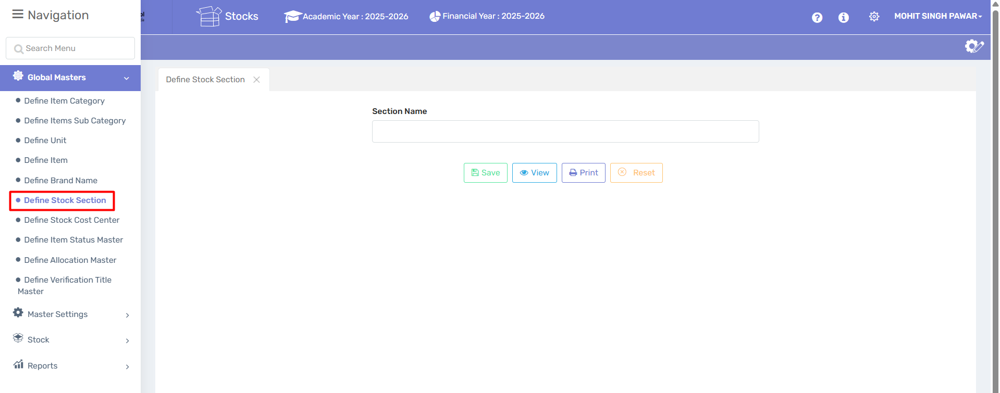 Navigation
Stocks
Academic Year : 2025-2026
Financial Year : 2025-2026
MOHIT SINGH PAWAR
Search Menu
Global Masters
Define Item Category
Define Items Sub Category
Define Unit
Define Item
Define Brand Name
Define Stock Section
Define Stock Cost Center
Define Item Status Master
Define Allocation Master
Define Verification Title
Master
Master Settings
Stock
Reports
Define Stock Section
Section Name
Save
View
Print
Reset